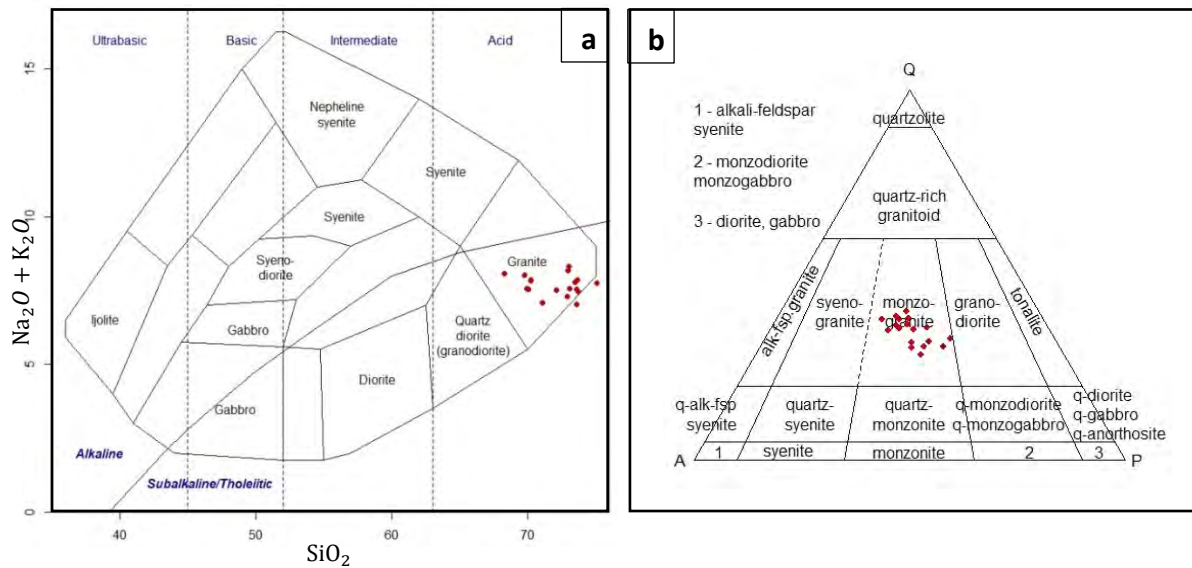 a
Ultrabasic
Basic
Intermediate
Acid
Nepheline
syenite
Syenite
Syenite
Syeno-
diorite
Granite
Ijolite
Gabbro
Quartz
diorite
(granodiorite)
Diorite
Gabbro
Alkaline
Subalkaline/Tholeiitic
Na₂O + K₂O
15
10
5
0
40
50
60
70
SiO₂
b
Q
1 - alkali-feldspar
syenite
2 - monzodiorite
monzogabbro
3 - diorite, gabbro
quartzolite
quartz-rich
granitoid
alk-fsp.granite
syeno-
granite
monzo-
granite
grano-
diorite
tonalite
q-alk-fsp
syenite
quartz-
syenite
quartz-
monzonite
q-monzodiorite
q-monzogabbro
q-diorite
q-gabbro
q-anorthosite
A
1
syenite
monzonite
2
3
P